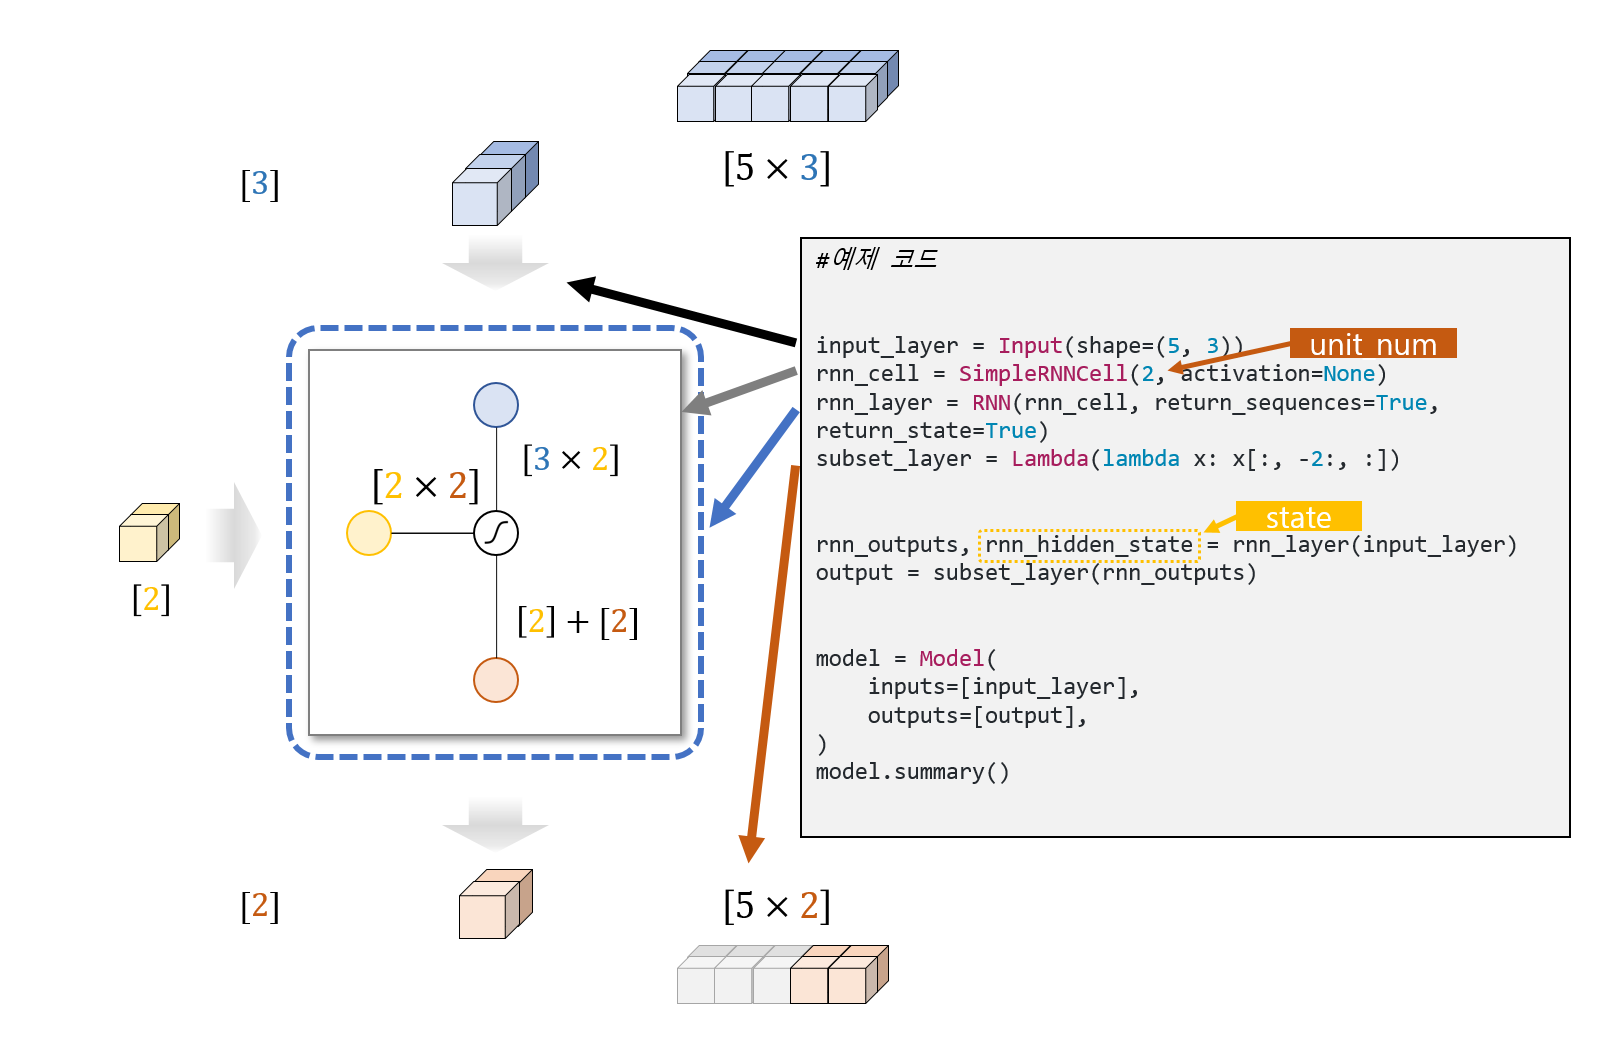 [5 × 3]
[3]
[3 × 2]
[2 × 2]
[2]
[2] + [2]
[2]
[5 × 2]
#예제 코드
input_layer = Input(shape=(5, 3))
unit num
rnn_cell = SimpleRNNCell(2, activation=None)
rnn_layer = RNN(rnn_cell, return_sequences=True,
return_state=True)
subset_layer = Lambda(lambda x: x[:, -2:, :])
state
rnn_outputs, rnn_hidden_state = rnn_layer(input_layer)
output = subset_layer(rnn_outputs)
model = Model(
    inputs=[input_layer],
    outputs=[output],
)
model.summary()